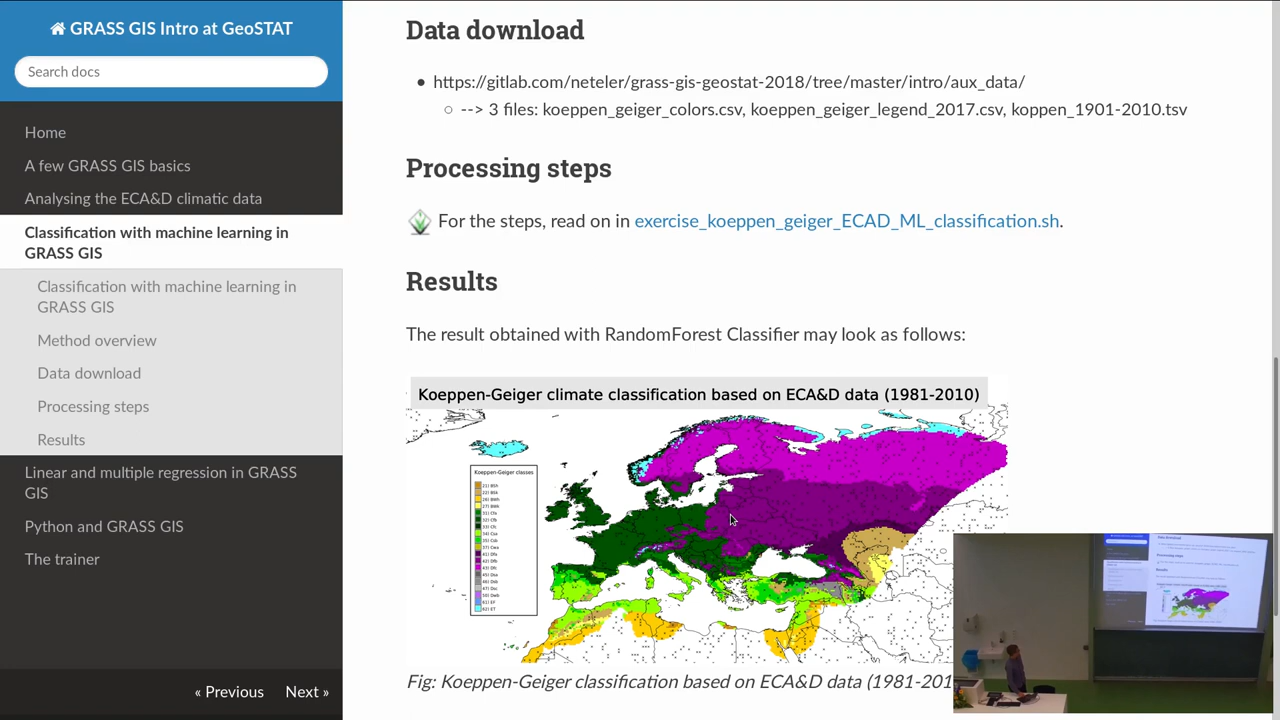 GRASS GIS Intro at GeoSTAT
Search docs
Home
A few GRASS GIS basics
Analysing the ECA&D climatic data
Classification with machine learning in
GRASS GIS
Classification with machine learning in
GRASS GIS
Method overview
Data download
Processing steps
Results
Linear and multiple regression in GRASS
GIS
Python and GRASS GIS
The trainer
« Previous
Next »
Data download
• https://gitlab.com/neteler/grass-gis-geostat-2018/tree/master/intro/aux_data/
○ --> 3 files: koeppen_geiger_colors.csv, koeppen_geiger_legend_2017.csv, koppen_1901-2010.tsv
Processing steps
For the steps, read on in exercise_koeppen_geiger_ECAD_ML_classification.sh.
Results
The result obtained with RandomForest Classifier may look as follows:
Koeppen-Geiger climate classification based on ECA&D data (1981-2010)
Koeppen-Geiger classes
Fig: Koeppen-Geiger classification based on ECA&D data (1981-201